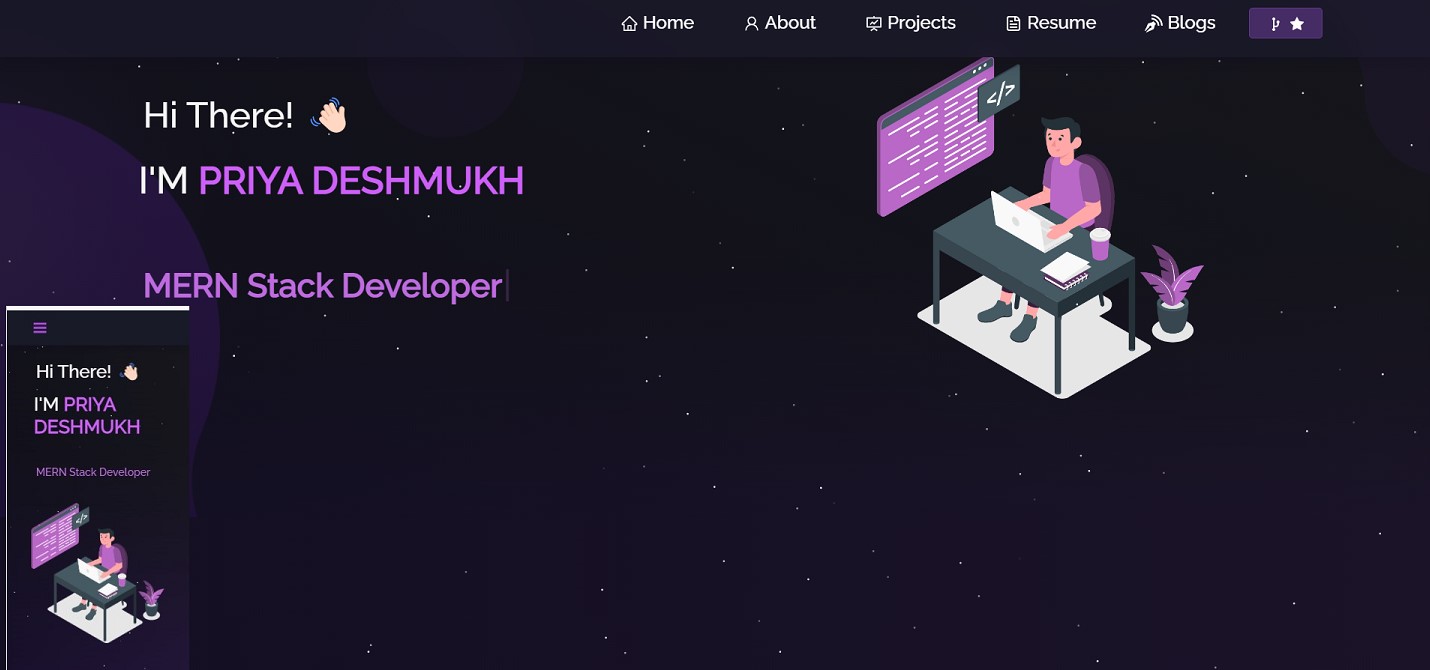 Home About Projects Resume Blogs
Hi There!
I'M PRIYA DESHMUKH
</>
MERN Stack Developer
Hi There!
I'M PRIYA
DESHMUKH
MERN Stack Developer
</>